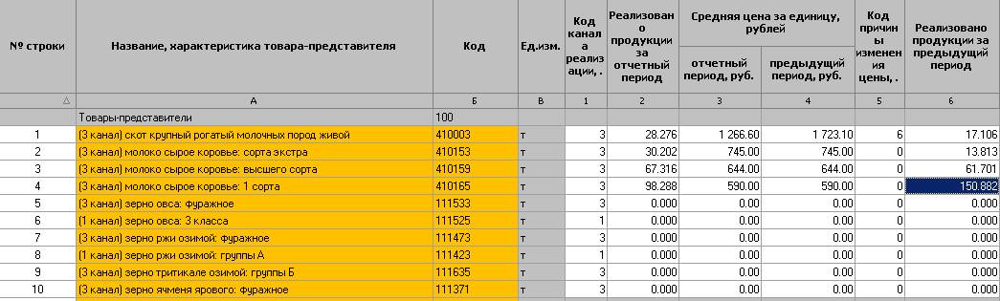 № строки Название, характеристика товара-представителя Код Ед.изм. Код канала реализации, . Реализовано продукции за отчетный период Средняя цена за единицу, рублей Код причины изменения цены, . Реализовано продукции за предыдущий период
отчетный период, руб. предыдущий период, руб.
А Б В 1 2 3 4 5 6
Товары-представители 100
1 (3 канал) скот крупный рогатый молочных пород живой 410003 т 3 28.276 1 266.60 1 723.10 6 17.106
2 (3 канал) молоко сырое коровье: сорта экстра 410153 т 3 30.202 745.00 745.00 0 13.813
3 (3 канал) молоко сырое коровье: высшего сорта 410159 т 3 67.316 644.00 644.00 0 61.701
4 (3 канал) молоко сырое коровье: 1 сорта 410165 т 3 98.288 590.00 590.00 0 150.882
5 (3 канал) зерно овса: фуражное 111533 т 3 0.000 0.00 0.00 0 0.000
6 (1 канал) зерно овса: 3 класса 111525 т 1 0.000 0.00 0.00 0 0.000
7 (3 канал) зерно ржи озимой: фуражное 111473 т 3 0.000 0.00 0.00 0 0.000
8 (1 канал) зерно ржи озимой: группы А 111423 т 1 0.000 0.00 0.00 0 0.000
9 (3 канал) зерно тритикале озимой: группы Б 111635 т 3 0.000 0.00 0.00 0 0.000
10 (3 канал) зерно ячменя ярового: фуражное 111371 т 3 0.000 0.00 0.00 0 0.000